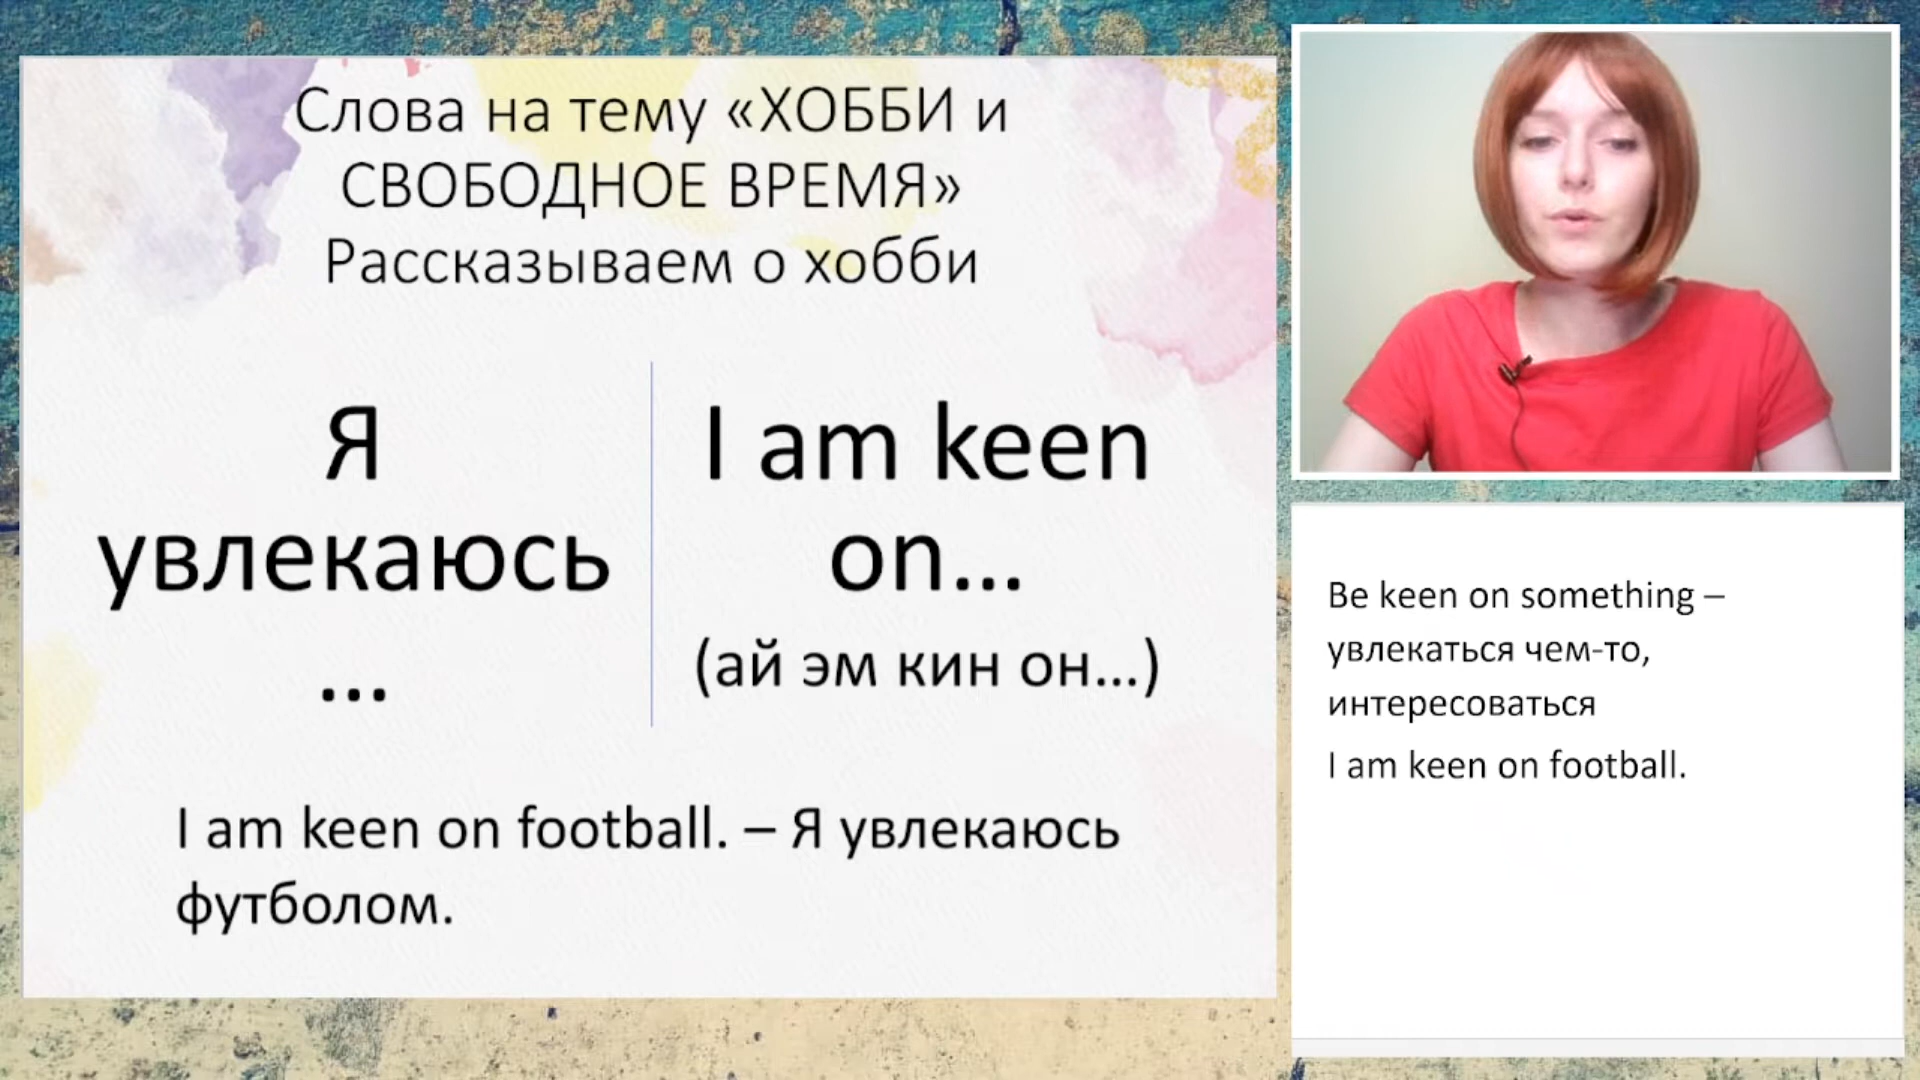 Слова на тему «ХОББИ и
СВОБОДНОЕ ВРЕМЯ»
Рассказываем о хобби
Я
увлекаюсь
...
I am keen
on...
(ай эм кин он...)
I am keen on football. – Я увлекаюсь
футболом.
Be keen on something –
увлекаться чем-то,
интересоваться
I am keen on football.